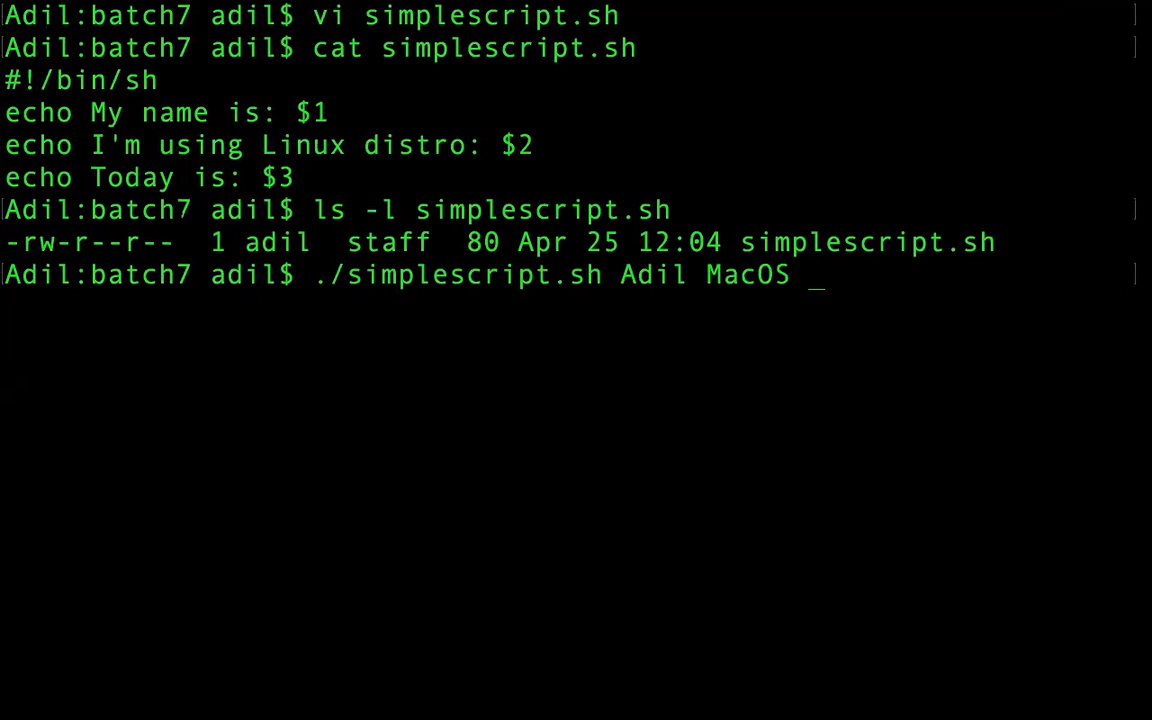 Adil:batch7 adil$ vi simplescript.sh
Adil:batch7 adil$ cat simplescript.sh
#!/bin/sh
echo My name is: $1
echo I'm using Linux distro: $2
echo Today is: $3
Adil:batch7 adil$ ls -l simplescript.sh
-rw-r--r--  1 adil  staff  80 Apr 25 12:04 simplescript.sh
Adil:batch7 adil$ ./simplescript.sh Adil MacOS _